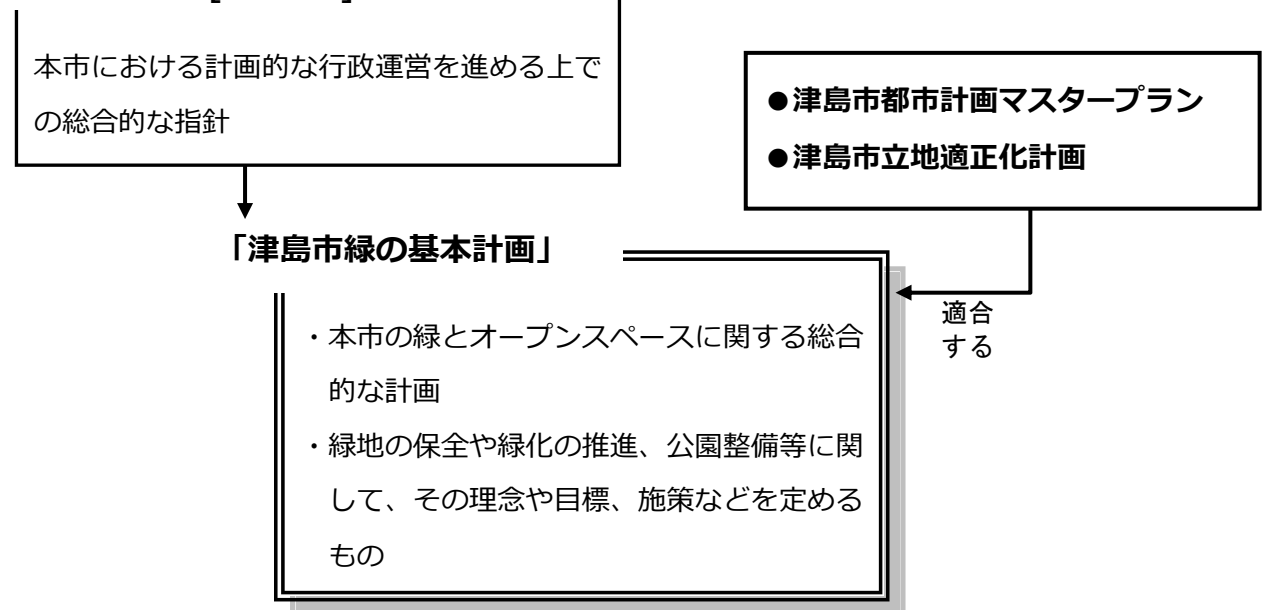 本市における計画的な行政運営を進める上で
の総合的な指針
●津島市都市計画マスタープラン
●津島市立地適正化計画
「津島市緑の基本計画」
適合
する
・本市の緑とオープンスペースに関する総合
的な計画
・緑地の保全や緑化の推進、公園整備等に関
して、その理念や目標、施策などを定める
もの